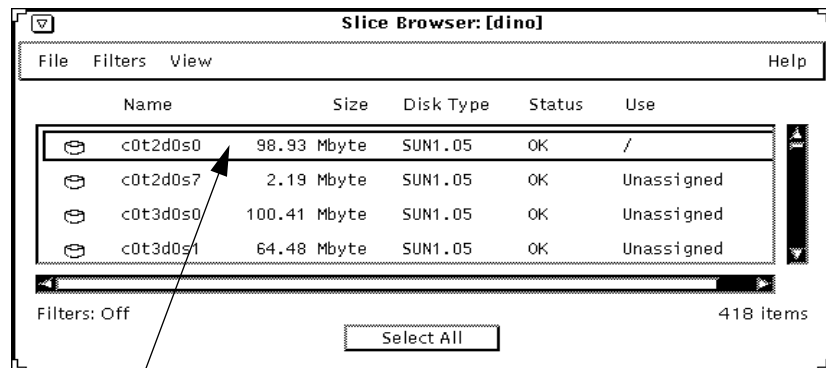 Slice Browser: [dino]
File Filters View Help
Name Size Disk Type Status Use
c0t2d0s0 98.93 Mbyte SUN1.05 OK /
c0t2d0s7 2.19 Mbyte SUN1.05 OK Unassigned
c0t3d0s0 100.41 Mbyte SUN1.05 OK Unassigned
c0t3d0s1 64.48 Mbyte SUN1.05 OK Unassigned
Filters: Off 418 items
Select All